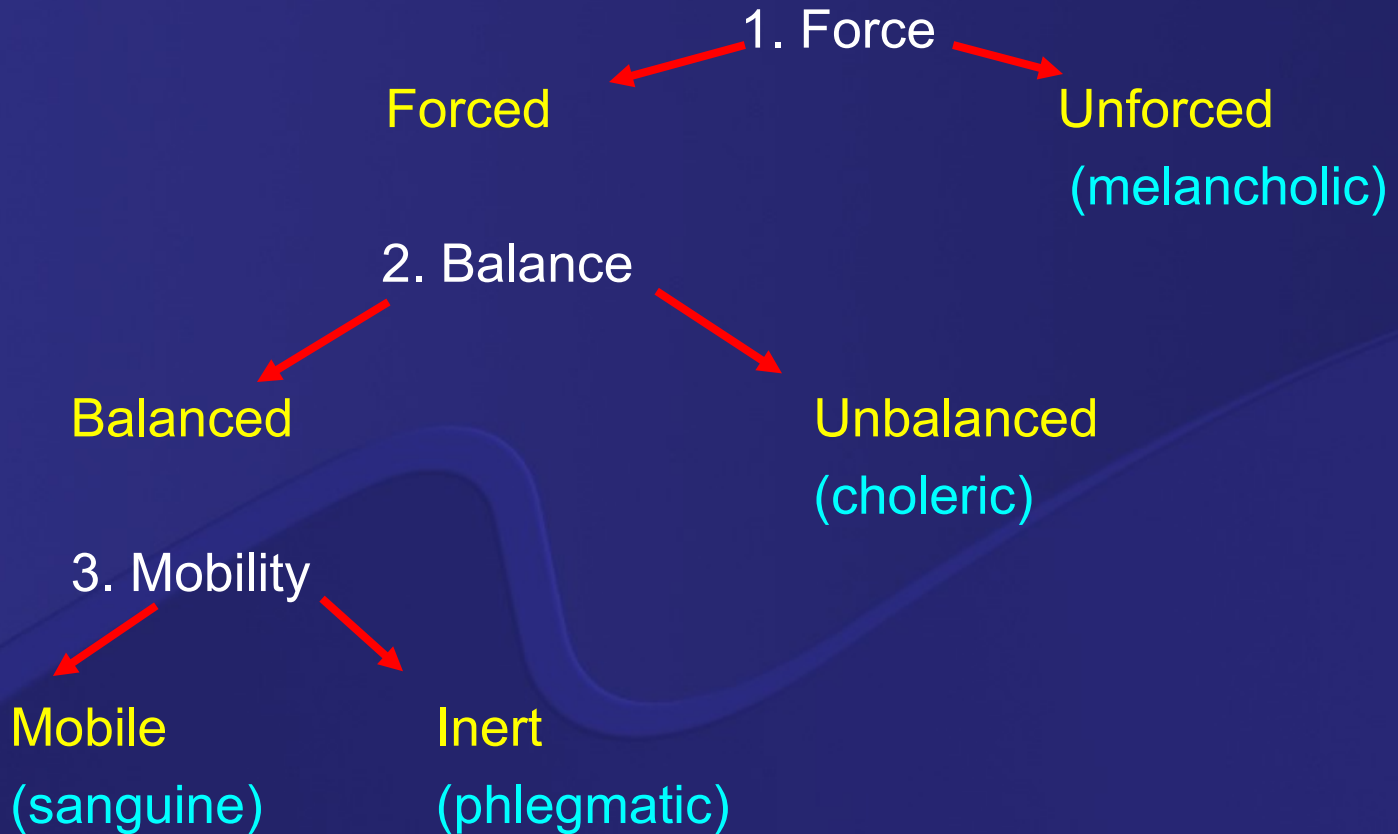 1. Force
Forced
Unforced
(melancholic)
2. Balance
Balanced
Unbalanced
(choleric)
3. Mobility
Mobile
(sanguine)
Inert
(phlegmatic)